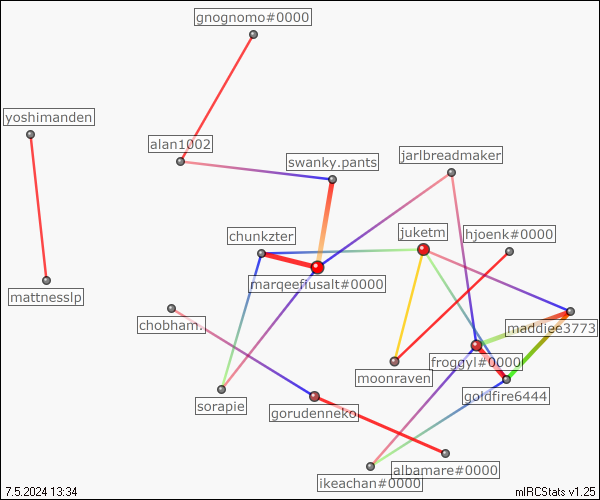 gnognomo#0000
yoshimanden
alan1002
swanky.pants
jarlbreadmaker
chunkzter
juketm
hjoenk#0000
marqeeflusalt#0000
mattnesslp
chobham.
maddiee3773
froggyl#0000
moonraven
goldfire6444
sorapie
gorudenneko
albamare#0000
ikeachan#0000
7.5.2024 13:34
mIRCStats v1.25